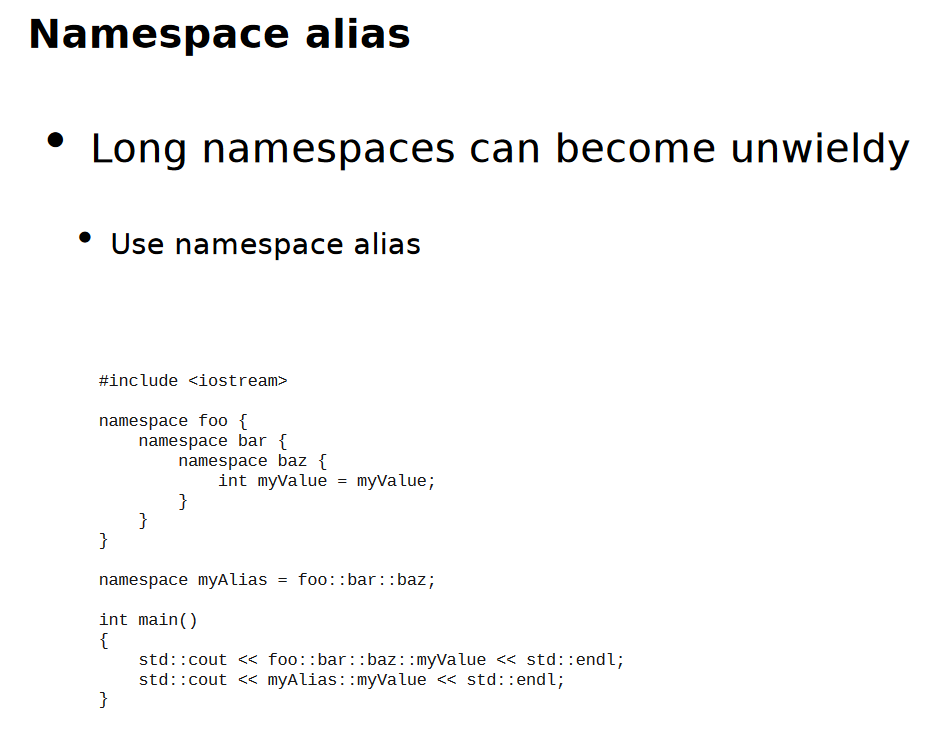 Namespace alias
• Long namespaces can become unwieldy
• Use namespace alias
#include <iostream>
namespace foo {
    namespace bar {
        namespace baz {
            int myValue = myValue;
        }
    }
}
namespace myAlias = foo::bar::baz;
int main()
{
    std::cout << foo::bar::baz::myValue << std::endl;
    std::cout << myAlias::myValue << std::endl;
}